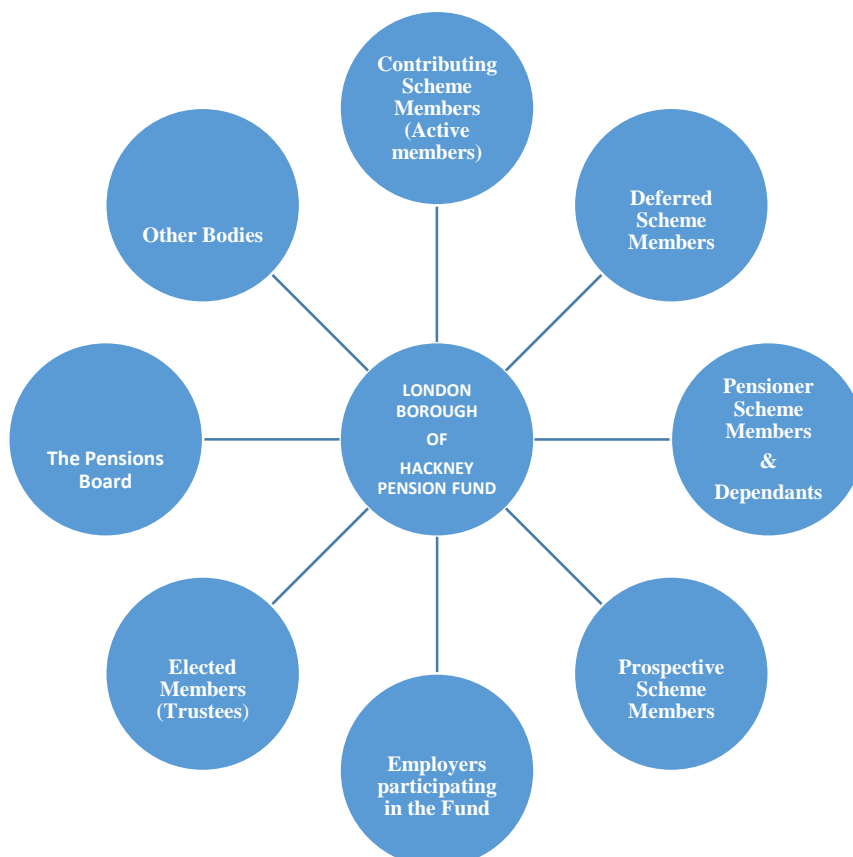 Contributing
Scheme
Members
(Active
members)
Deferred
Scheme
Members
Pensioner
Scheme
Members
&
Dependants
Prospective
Scheme
Members
Employers
participating
in the Fund
Elected
Members
(Trustees)
The Pensions
Board
Other Bodies
LONDON
BOROUGH
OF
HACKNEY
PENSION FUND